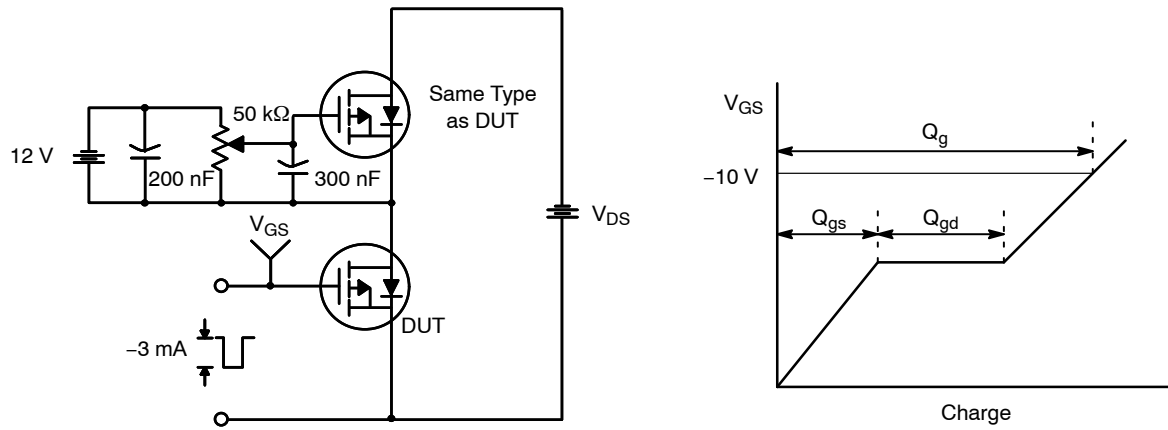 12 V
200 nF
50 kΩ
300 nF
Same Type
as DUT
V_DS
V_GS
DUT
−3 mA
V_GS
−10 V
Q_g
Q_gs
Q_gd
Charge